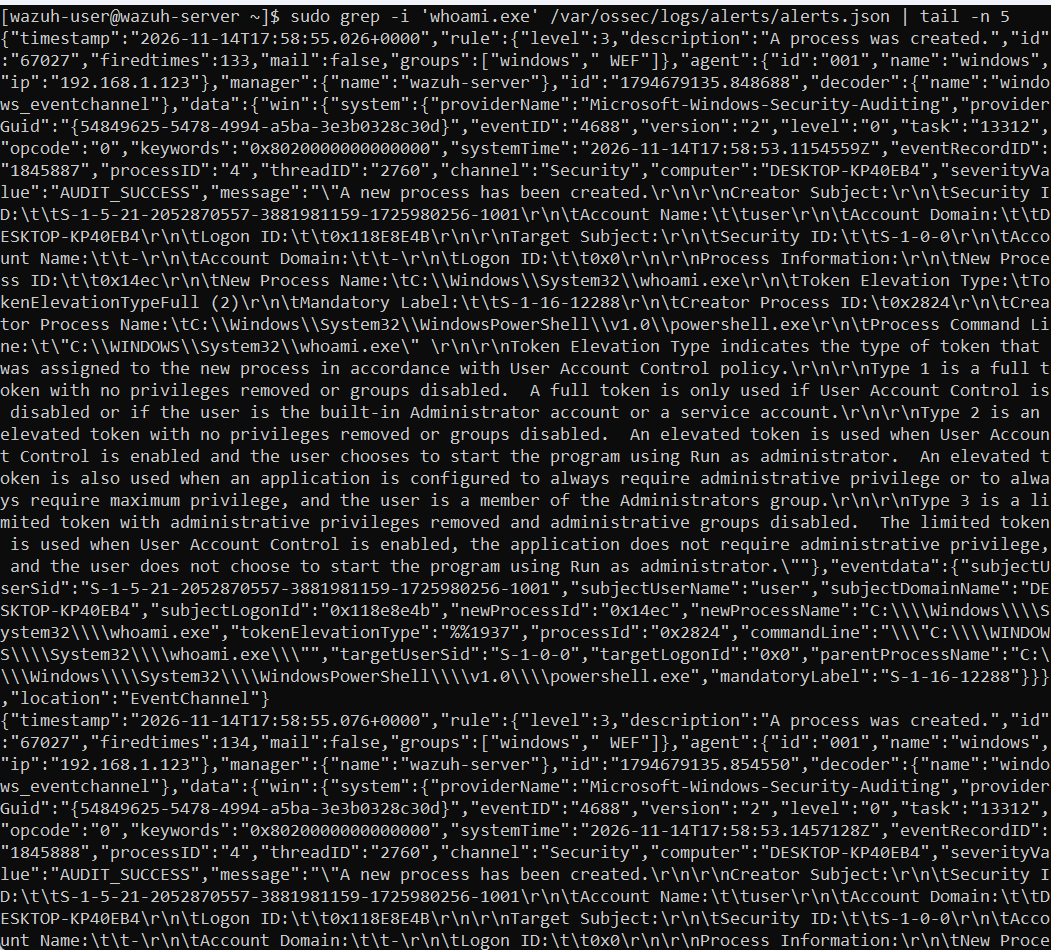 [wazuh-user@wazuh-server ~]$ sudo grep -i 'whoami.exe' /var/ossec/logs/alerts/alerts.json | tail -n 5
{"timestamp":"2026-11-14T17:58:55.026+0000","rule":{"level":3,"description":"A process was created.","id
":"67027","firedtimes":133,"mail":false,"groups":["windows"," WEF"]},"agent":{"id":"001","name":"windows",
"ip":"192.168.1.123"},"manager":{"name":"wazuh-server"},"id":"1794679135.848688","decoder":{"name":"windo
ws_eventchannel"},"data":{"win":{"system":{"providerName":"Microsoft-Windows-Security-Auditing","provider
Guid":"{54849625-5478-4994-a5ba-3e3b0328c30d}","eventID":"4688","version":"2","level":"0","task":"13312",
"opcode":"0","keywords":"0x8020000000000000","systemTime":"2026-11-14T17:58:53.1154559Z","eventRecordID":
"1845887","processID":"4","threadID":"2760","channel":"Security","computer":"DESKTOP-KP40EB4","severityVa
lue":"AUDIT_SUCCESS","message":"\"A new process has been created.\r\n\r\nCreator Subject:\r\n\tSecurity I
D:\t\tS-1-5-21-2052870557-3881981159-1725980256-1001\r\n\tAccount Name:\t\tuser\r\n\tAccount Domain:\t\tD
ESKTOP-KP40EB4\r\n\tLogon ID:\t\t0x118E8E4B\r\n\r\nTarget Subject:\r\n\tSecurity ID:\t\tS-1-0-0\r\n\tAcco
unt Name:\t\t-\r\n\tAccount Domain:\t\t-\r\n\tLogon ID:\t\t0x0\r\n\r\nProcess Information:\r\n\tNew Proce
ss ID:\t\t0x14ec\r\n\tNew Process Name:\tC:\\Windows\\System32\\whoami.exe\r\n\tToken Elevation Type:\tTo
kenElevationTypeFull (2)\r\n\tMandatory Label:\t\tS-1-16-12288\r\n\tCreator Process ID:\t0x2824\r\n\tCrea
tor Process Name:\tC:\\Windows\\System32\\WindowsPowerShell\\v1.0\\powershell.exe\r\n\tProcess Command Li
ne:\t\"C:\\WINDOWS\\System32\\whoami.exe\" \r\n\r\nToken Elevation Type indicates the type of token that 
was assigned to the new process in accordance with User Account Control policy.\r\n\r\nType 1 is a full t
oken with no privileges removed or groups disabled.  A full token is only used if User Account Control is
 disabled or if the user is the built-in Administrator account or a service account.\r\n\r\nType 2 is an 
elevated token with no privileges removed or groups disabled.  An elevated token is used when User Accoun
t Control is enabled and the user chooses to start the program using Run as administrator.  An elevated t
oken is also used when an application is configured to always require administrative privilege or to alwa
ys require maximum privilege, and the user is a member of the Administrators group.\r\n\r\nType 3 is a li
mited token with administrative privileges removed and administrative groups disabled.  The limited token
 is used when User Account Control is enabled, the application does not require administrative privilege,
 and the user does not choose to start the program using Run as administrator.\""},"eventdata":{"subjectU
serSid":"S-1-5-21-2052870557-3881981159-1725980256-1001","subjectUserName":"user","subjectDomainName":"DE
SKTOP-KP40EB4","subjectLogonId":"0x118e8e4b","newProcessId":"0x14ec","newProcessName":"C:\\\\Windows\\\\S
ystem32\\\\whoami.exe","tokenElevationType":"%%1937","processId":"0x2824","commandLine":"\\\"C:\\\\WINDOW
S\\\\System32\\\\whoami.exe\\\"","targetUserSid":"S-1-0-0","targetLogonId":"0x0","parentProcessName":"C:\
\\\Windows\\\\System32\\\\WindowsPowerShell\\\\v1.0\\\\powershell.exe","mandatoryLabel":"S-1-16-12288"}}}
,"location":"EventChannel"}
{"timestamp":"2026-11-14T17:58:55.076+0000","rule":{"level":3,"description":"A process was created.","id
":"67027","firedtimes":134,"mail":false,"groups":["windows"," WEF"]},"agent":{"id":"001","name":"windows",
"ip":"192.168.1.123"},"manager":{"name":"wazuh-server"},"id":"1794679135.854550","decoder":{"name":"windo
ws_eventchannel"},"data":{"win":{"system":{"providerName":"Microsoft-Windows-Security-Auditing","provider
Guid":"{54849625-5478-4994-a5ba-3e3b0328c30d}","eventID":"4688","version":"2","level":"0","task":"13312",
"opcode":"0","keywords":"0x8020000000000000","systemTime":"2026-11-14T17:58:53.1457128Z","eventRecordID":
"1845888","processID":"4","threadID":"2760","channel":"Security","computer":"DESKTOP-KP40EB4","severityVa
lue":"AUDIT_SUCCESS","message":"\"A new process has been created.\r\n\r\nCreator Subject:\r\n\tSecurity I
D:\t\tS-1-5-21-2052870557-3881981159-1725980256-1001\r\n\tAccount Name:\t\tuser\r\n\tAccount Domain:\t\tD
ESKTOP-KP40EB4\r\n\tLogon ID:\t\t0x118E8E4B\r\n\r\nTarget Subject:\r\n\tSecurity ID:\t\tS-1-0-0\r\n\tAcco
unt Name:\t\t-\r\n\tAccount Domain:\t\t-\r\n\tLogon ID:\t\t0x0\r\n\r\nProcess Information:\r\n\tNew Proce